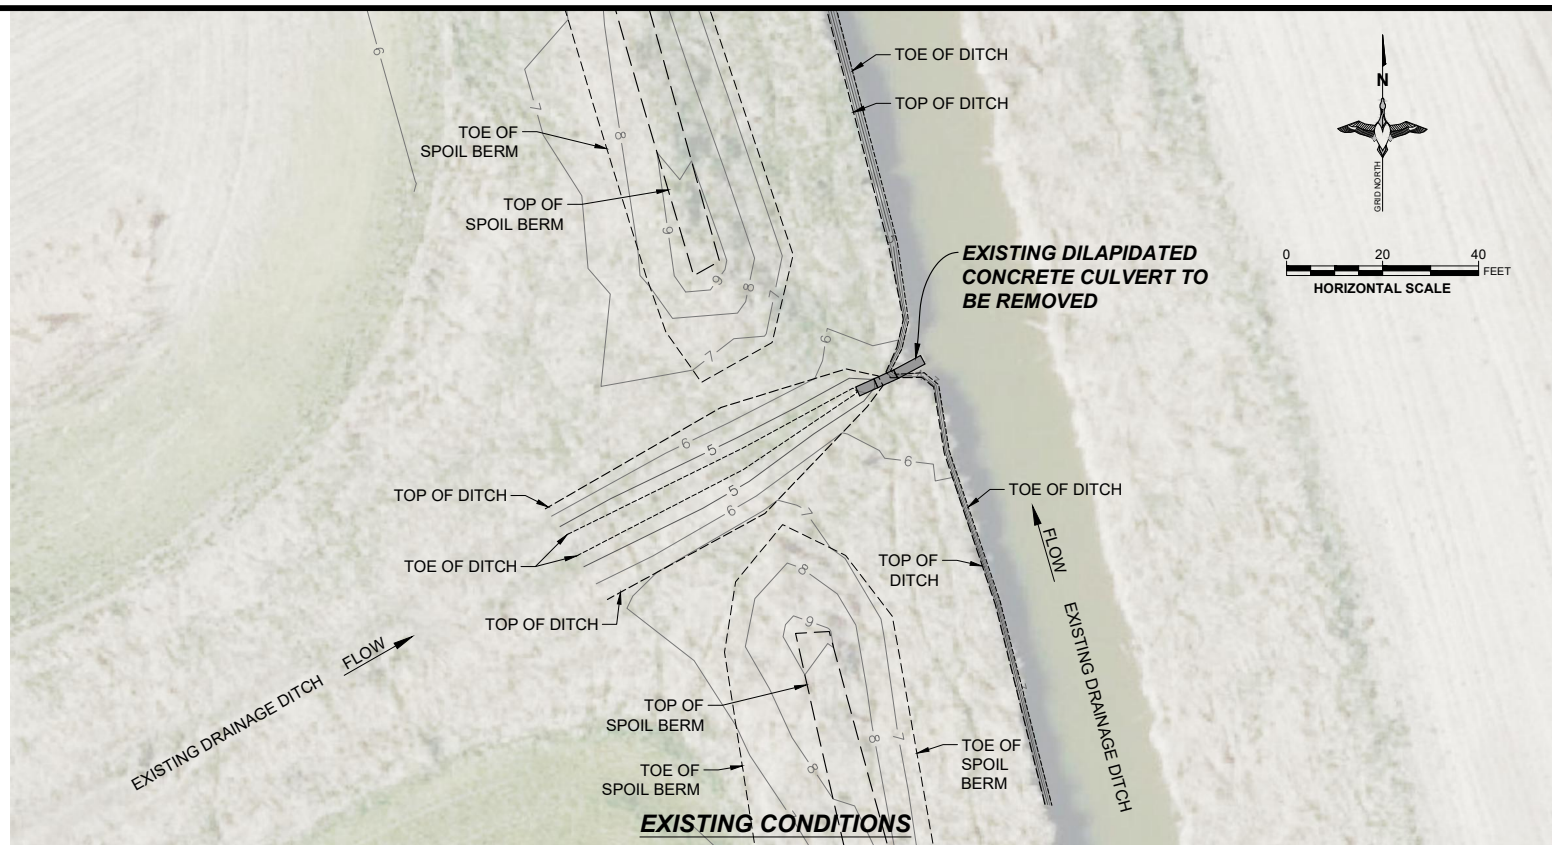 TOE OF DITCH
TOP OF DITCH
N
GRID NORTH
TOE OF
SPOIL BERM
TOP OF
SPOIL BERM
EXISTING DILAPIDATED
CONCRETE CULVERT TO
BE REMOVED
0 20 40
FEET
HORIZONTAL SCALE
6
7
8
9
9
8
7
7
6
6
5
5
6
6
7
TOP OF DITCH
TOE OF DITCH
TOP OF DITCH
TOE OF DITCH
TOP OF
DITCH
FLOW
EXISTING DRAINAGE DITCH
FLOW
EXISTING DRAINAGE DITCH
8
9
8
8
7
TOP OF
SPOIL BERM
TOE OF
SPOIL BERM
TOE OF
SPOIL
BERM
EXISTING CONDITIONS